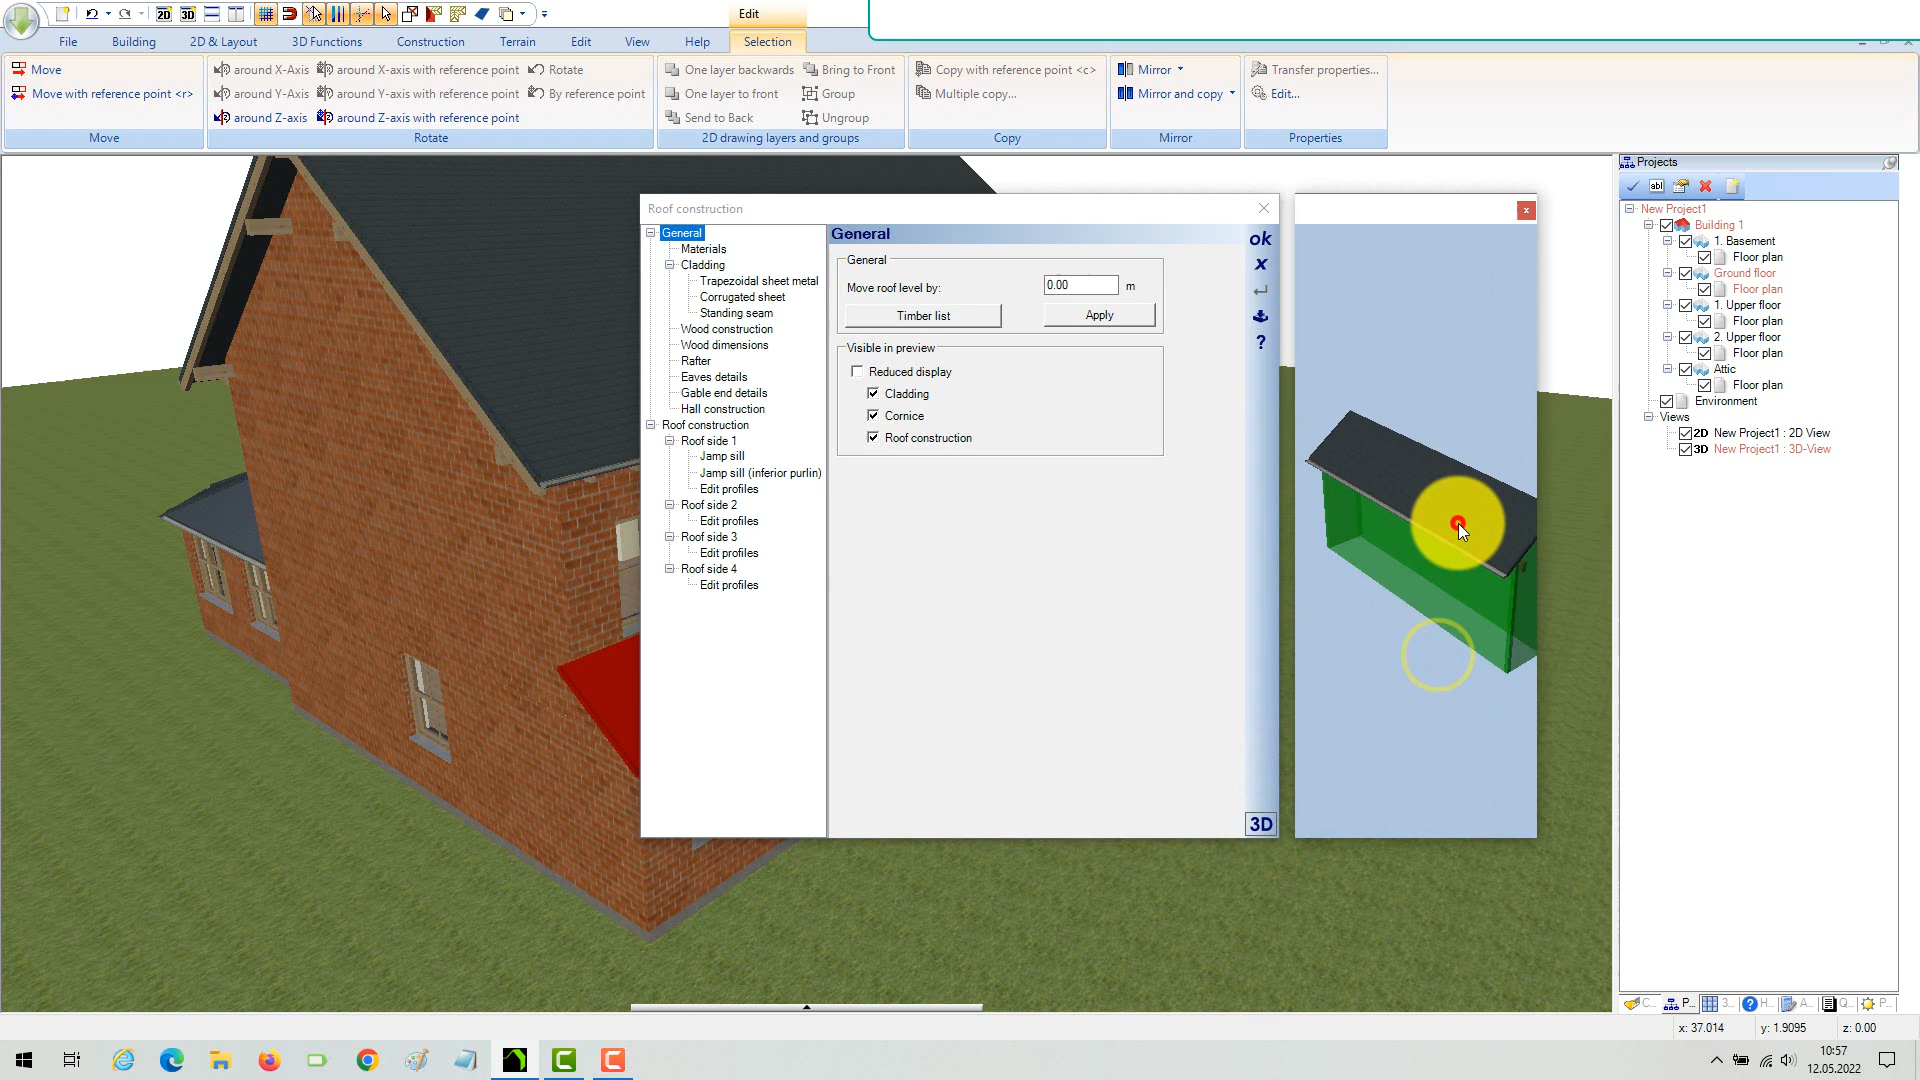 2D
3D
Edit
File
Building
2D & Layout
3D Functions
Construction
Terrain
Edit
View
Help
Selection
Move
Move with reference point <r>
Move
around X-Axis
around X-axis with reference point
Rotate
around Y-Axis
around Y-axis with reference point
By reference point
around Z-axis
around Z-axis with reference point
Rotate
One layer backwards
Bring to Front
One layer to front
Group
Send to Back
Ungroup
2D drawing layers and groups
Copy with reference point <c>
Multiple copy...
Copy
Mirror
Mirror and copy
Mirror
Transfer properties...
Edit...
Properties
Roof construction
General
Materials
Cladding
Trapezoidal sheet metal
Corrugated sheet
Standing seam
Wood construction
Wood dimensions
Rafter
Eaves details
Gable end details
Hall construction
Roof construction
Roof side 1
Jamp sill
Jamp sill (inferior purlin)
Edit profiles
Roof side 2
Edit profiles
Roof side 3
Edit profiles
Roof side 4
Edit profiles
General
General
Move roof level by:
0.00
m
Timber list
Apply
Visible in preview
Reduced display
Cladding
Cornice
Roof construction
ok
x
?
3D
x
Projects
abl
New Project1
Building 1
1. Basement
Floor plan
Ground floor
Floor plan
1. Upper floor
Floor plan
2. Upper floor
Floor plan
Attic
Floor plan
Environment
Views
2D New Project1 : 2D View
3D New Project1 : 3D-View
C...
P...
3...
H...
A...
Q...
P...
x: 37.014
y: 1.9095
z: 0.00
10:57
12.05.2022